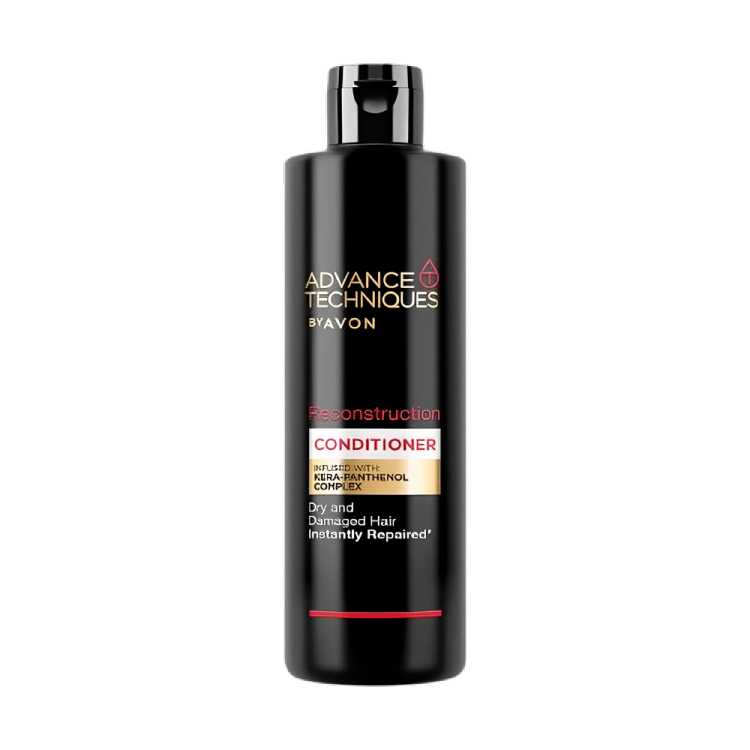 ADVANCE
TECHNIQUES
BY AVON
Reconstruction
CONDITIONER
INFUSED WITH:
KERA-PANTHENOL
COMPLEX
Dry and
Damaged Hair
Instantly Repaired*